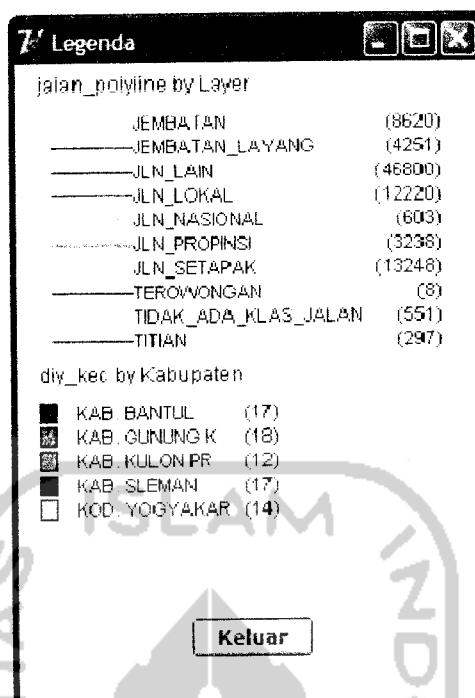 Legenda
jalan_polyline by Layer
JEMBATAN (8620)
JEMBATAN_LAYANG (4251)
JLN_LAIN (46800)
JLN_LOKAL (12220)
JLN_NASIONAL (603)
JLN_PROPINSI (3238)
JLN_SETAPAK (13248)
TEROWONGAN (8)
TIDAK_ADA_KLAS_JALAN (551)
TITIAN (297)
diy_kec by Kabupaten
KAB. BANTUL (17)
KAB. GUNUNG K (18)
KAB. KULON PR (12)
KAB. SLEMAN (17)
KOD. YOGYAKAR (14)
ISLAM
Keluar